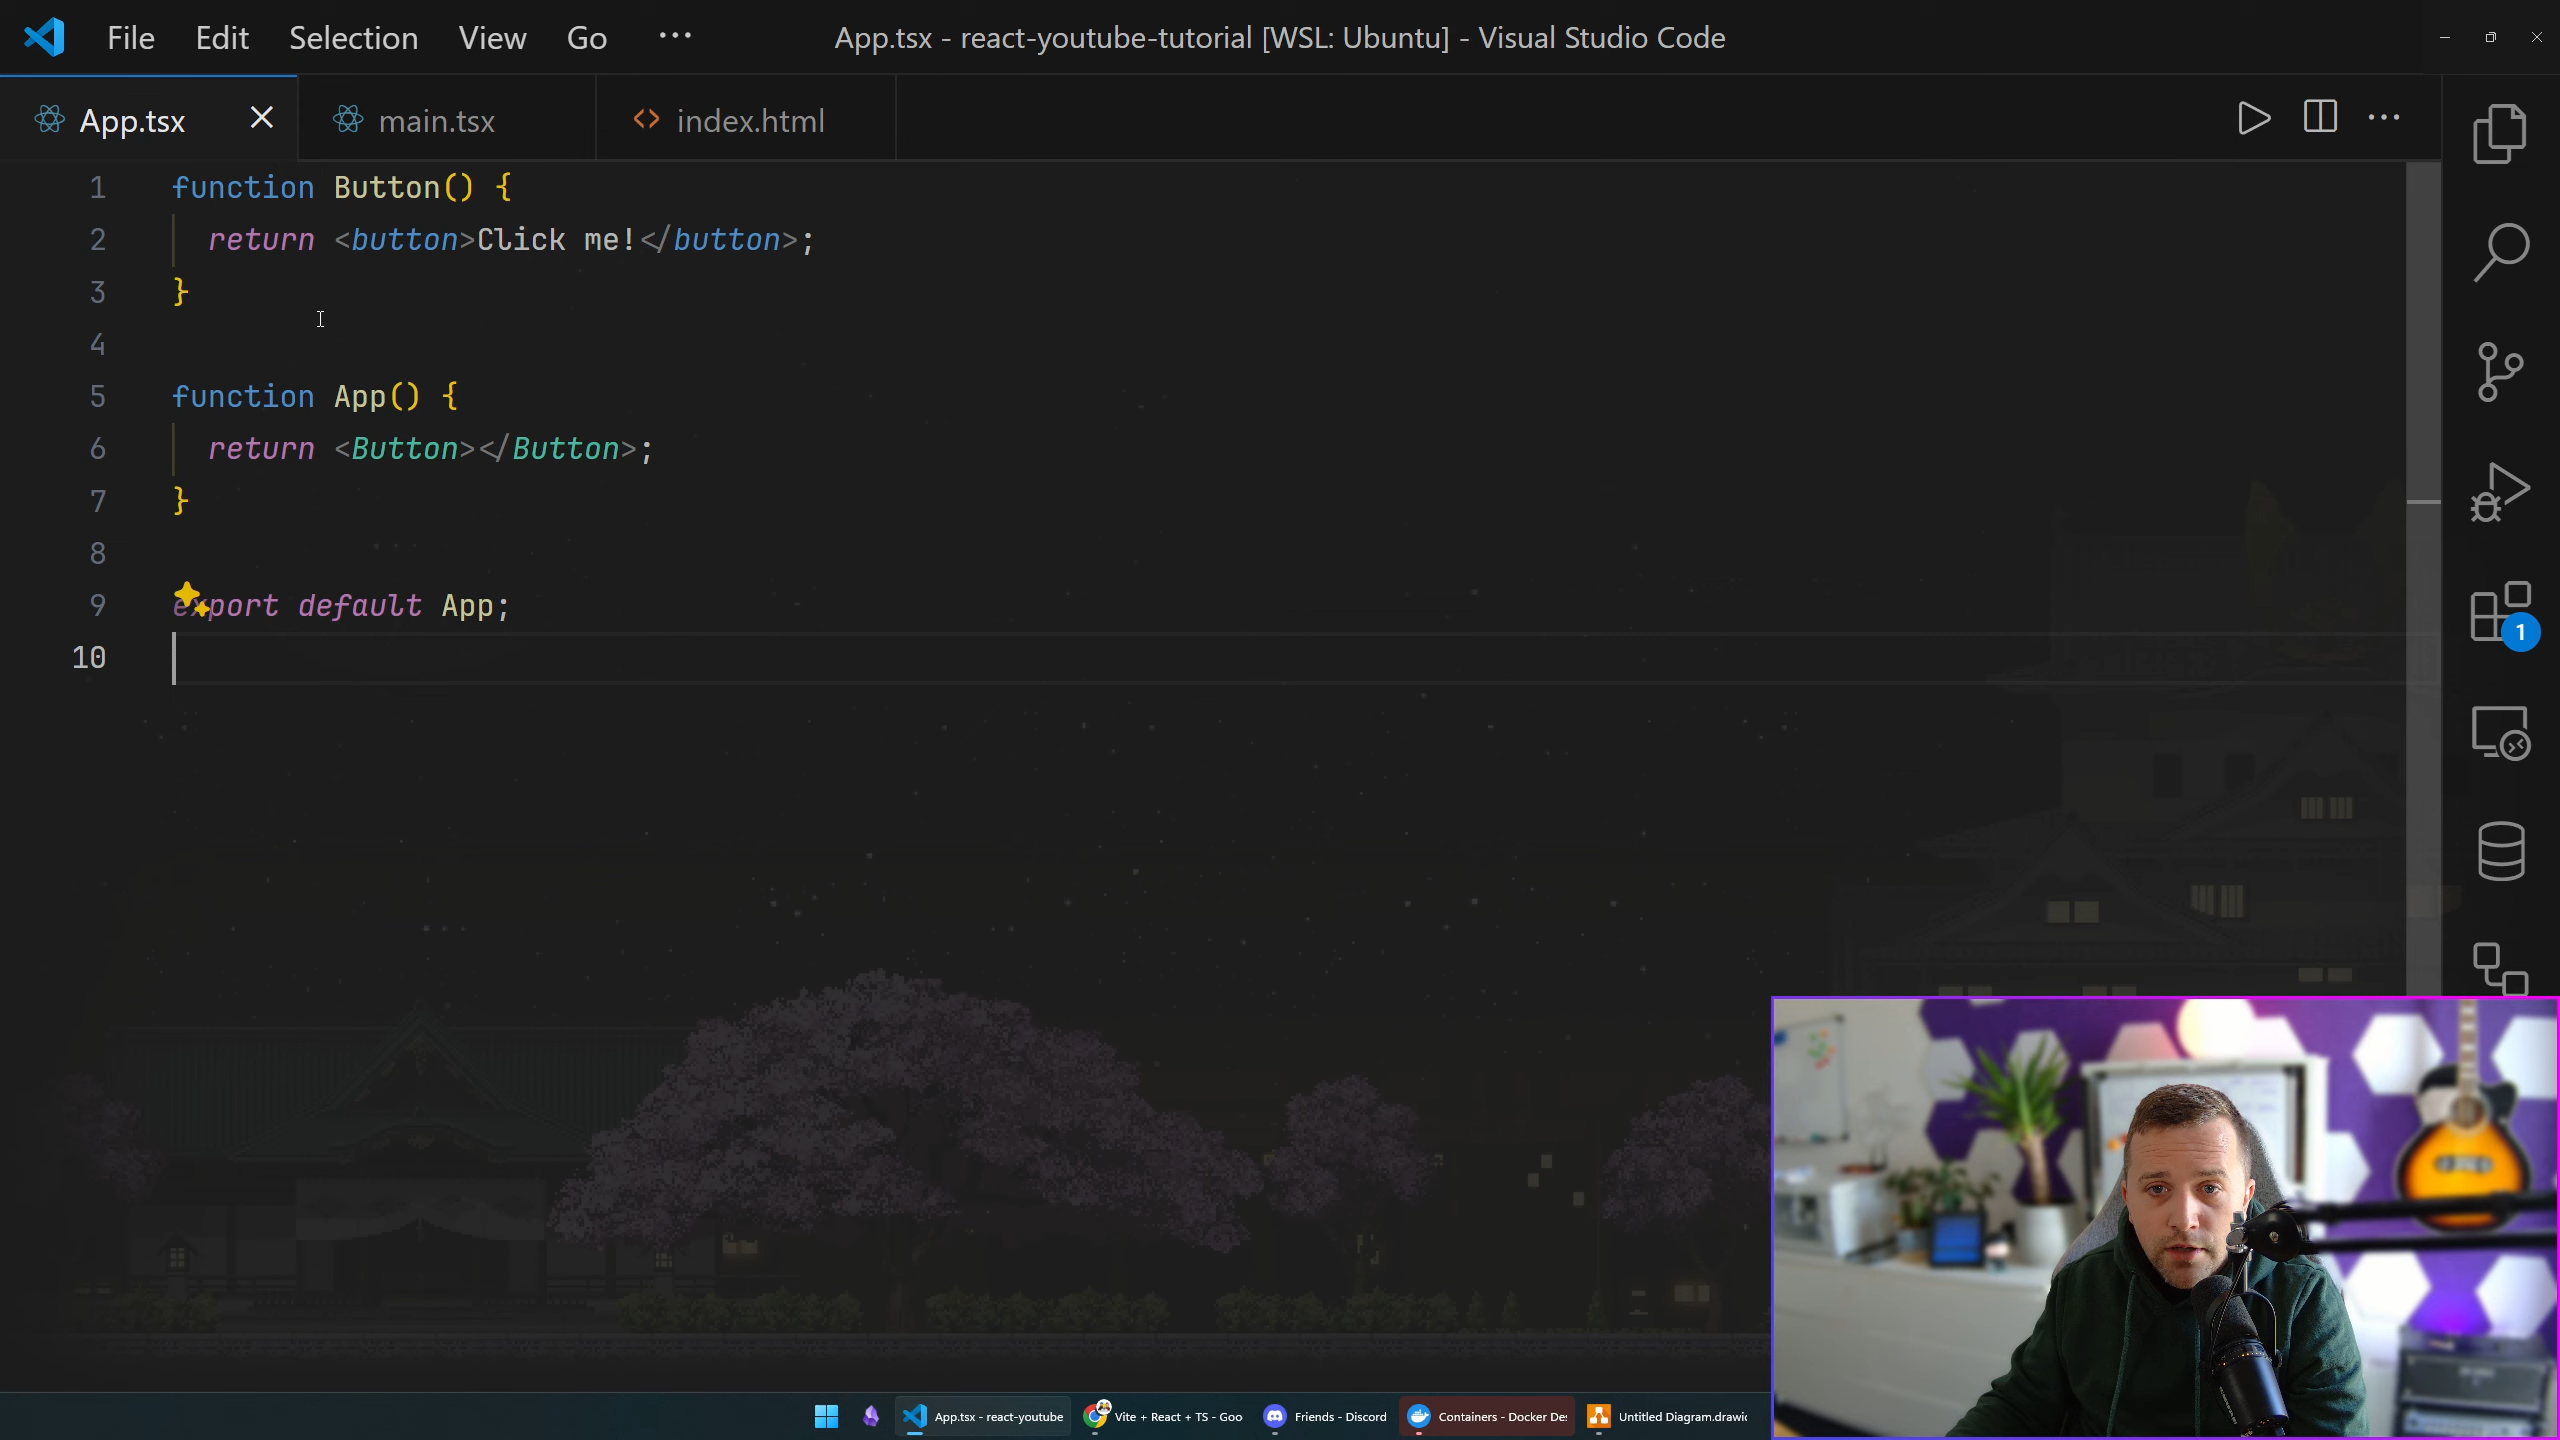 File Edit Selection View Go ··· App.tsx - react-youtube-tutorial [WSL: Ubuntu] - Visual Studio Code
App.tsx main.tsx index.html
1 function Button() {
2 return <button>Click me!</button>;
3 }
4
5 function App() {
6 return <Button></Button>;
7 }
8
9 export default App;
10
1
App.tsx - react-youtube Vite + React + TS - Goo Friends - Discord Containers - Docker De Untitled Diagram.drawio